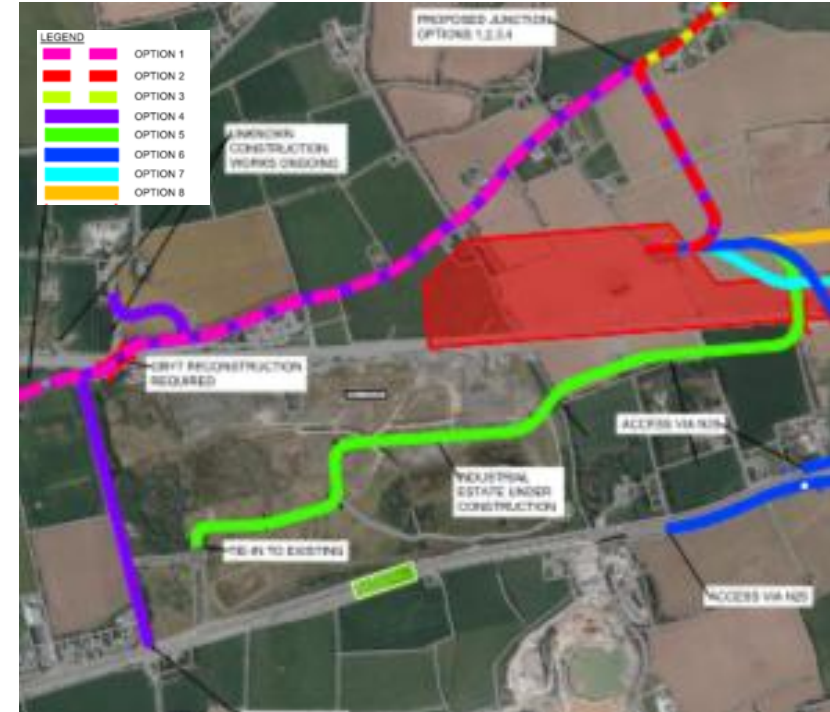 LEGEND
OPTION 1
OPTION 2
OPTION 3
OPTION 4
OPTION 5
OPTION 6
OPTION 7
OPTION 8
PROPOSED JUNCTION
OPTIONS 1,2,3,4
UNKNOWN
CONSTRUCTION
WORKS ONGOING
RECONSTRUCTION
REQUIRED
ACCESS VIA N25
INDUSTRIAL
ESTATE UNDER
CONSTRUCTION
TIE-IN TO EXISTING
ACCESS VIA N25